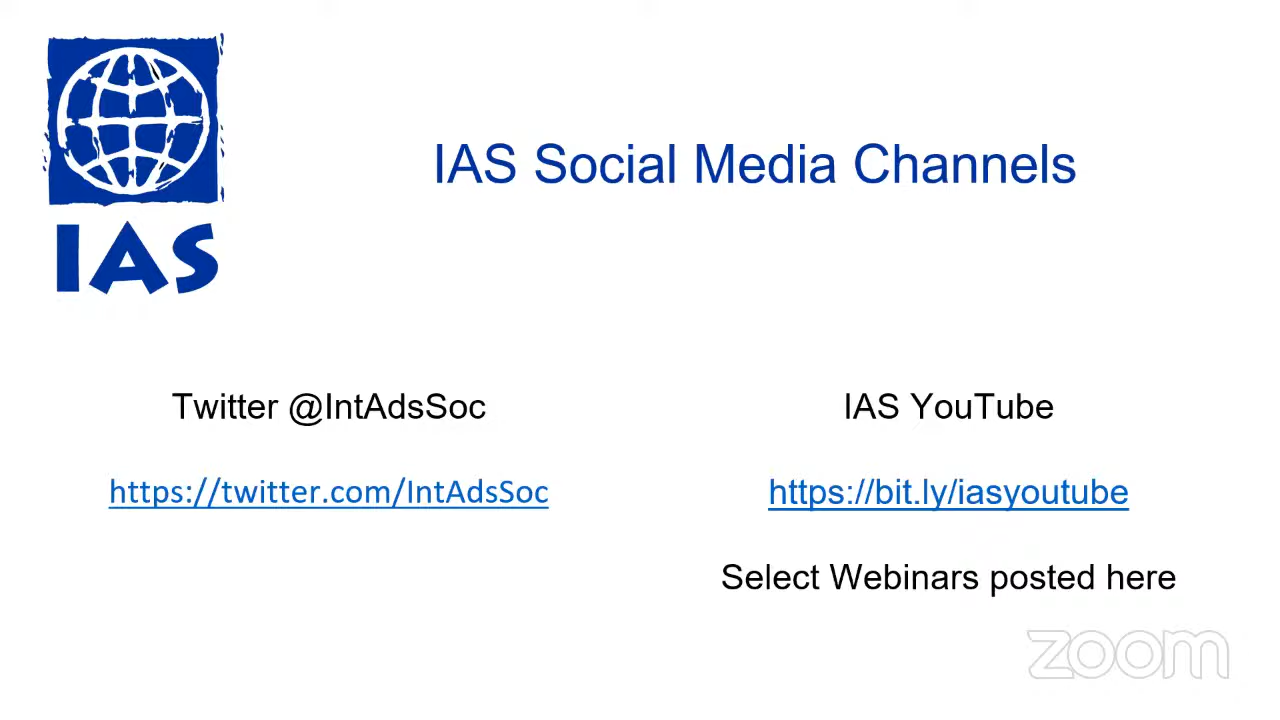 IAS
IAS Social Media Channels
Twitter @IntAdsSoc
https://twitter.com/IntAdsSoc
IAS YouTube
https://bit.ly/iasyoutube
Select Webinars posted here
zoom